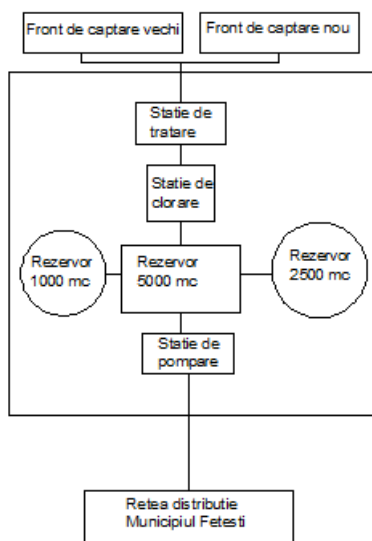 Front de captare vechi
Front de captare nou
Statie de
tratare
Statie de
clorare
Rezervor
1000 mc
Rezervor
5000 mc
Rezervor
2500 mc
Statie de
pompare
Retea distributie
Municipiul Fetesti